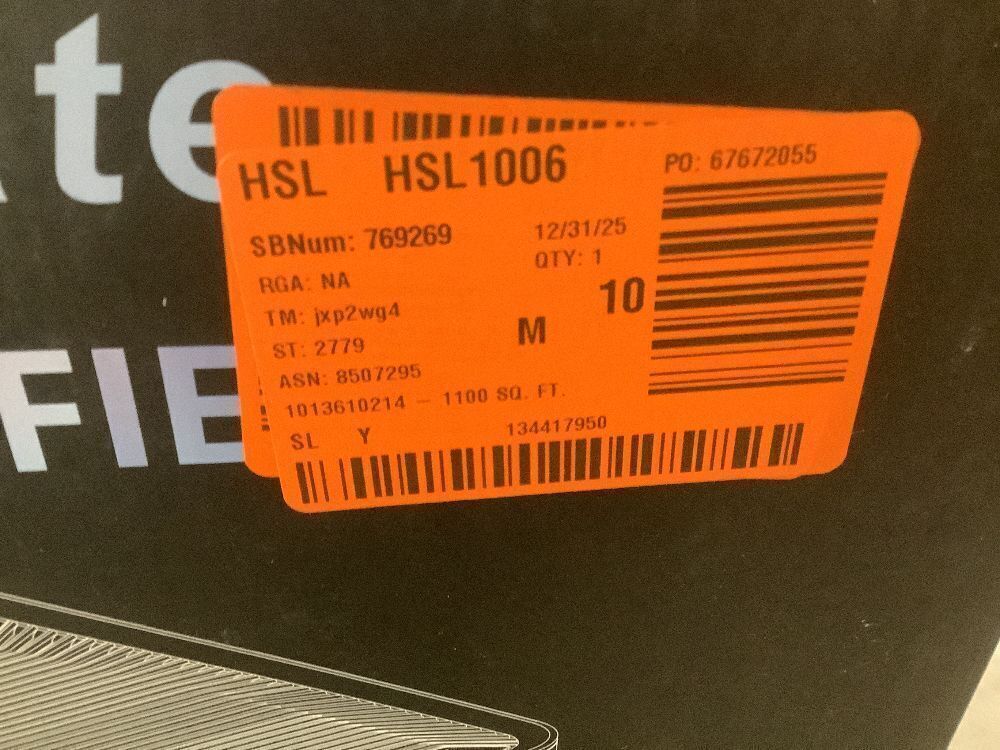 te
HSL HSL1006 PO: 67672055
SBNum: 769269 12/31/25
RGA: NA QTY: 1
TM: jxp2wg4 M 10
ST: 2779
ASN: 8507295
1013610214 – 1100 SQ. FT.
SL Y 134417950
FIE